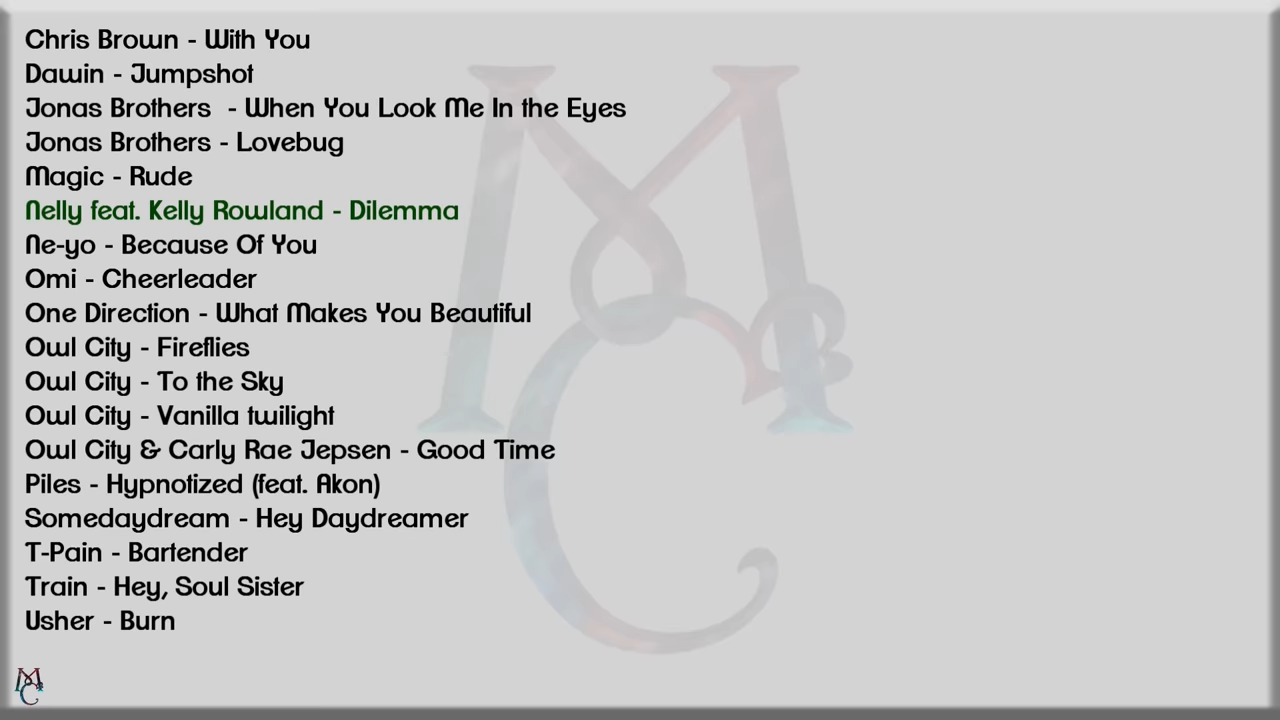 Chris Brown - With You
Dawin - Jumpshot
Jonas Brothers  - When You Look Me In the Eyes
Jonas Brothers - Lovebug
Magic - Rude
Nelly feat. Kelly Rowland - Dilemma
Ne-yo - Because Of You
Omi - Cheerleader
One Direction - What Makes You Beautiful
Owl City - Fireflies
Owl City - To the Sky
Owl City - Vanilla twilight
Owl City & Carly Rae Jepsen - Good Time
Piles - Hypnotized (feat. Akon)
Somedaydream - Hey Daydreamer
T-Pain - Bartender
Train - Hey, Soul Sister
Usher - Burn